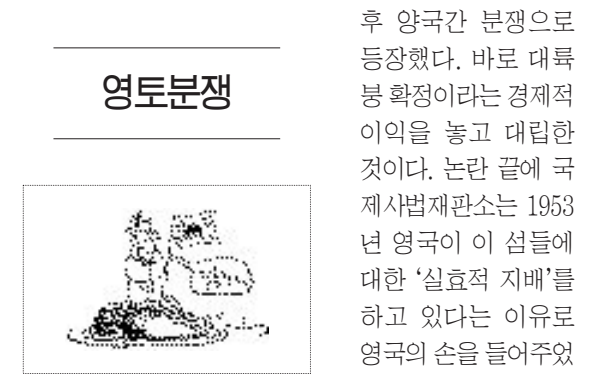 영토분쟁
후 양국간 분쟁으로
등장했다. 바로 대륙
붕 확정이라는 경제적
이익을 놓고 대립한
것이다. 논란 끝에 국
제사법재판소는 1953
년 영국이 이 섬들에
대한 ‘실효적 지배’를
하고 있다는 이유로
영국의 손을 들어주었